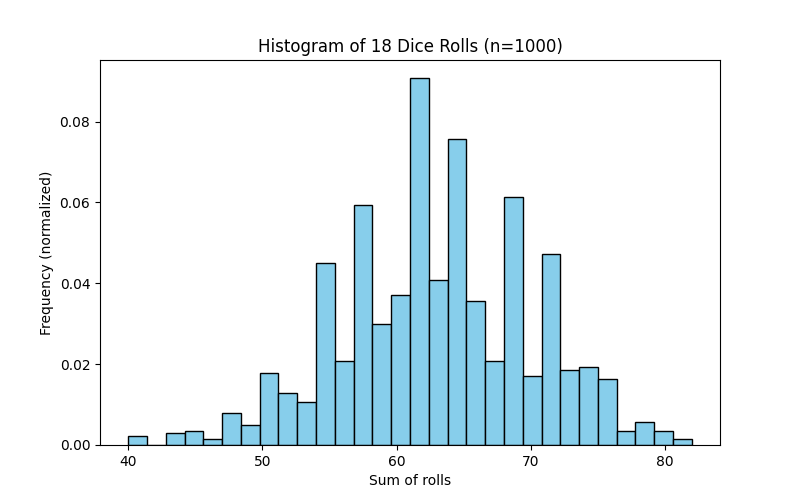 Histogram of 18 Dice Rolls (n=1000)
Frequency (normalized)
0.08
0.06
0.04
0.02
0.00
40 50 60 70 80
Sum of rolls